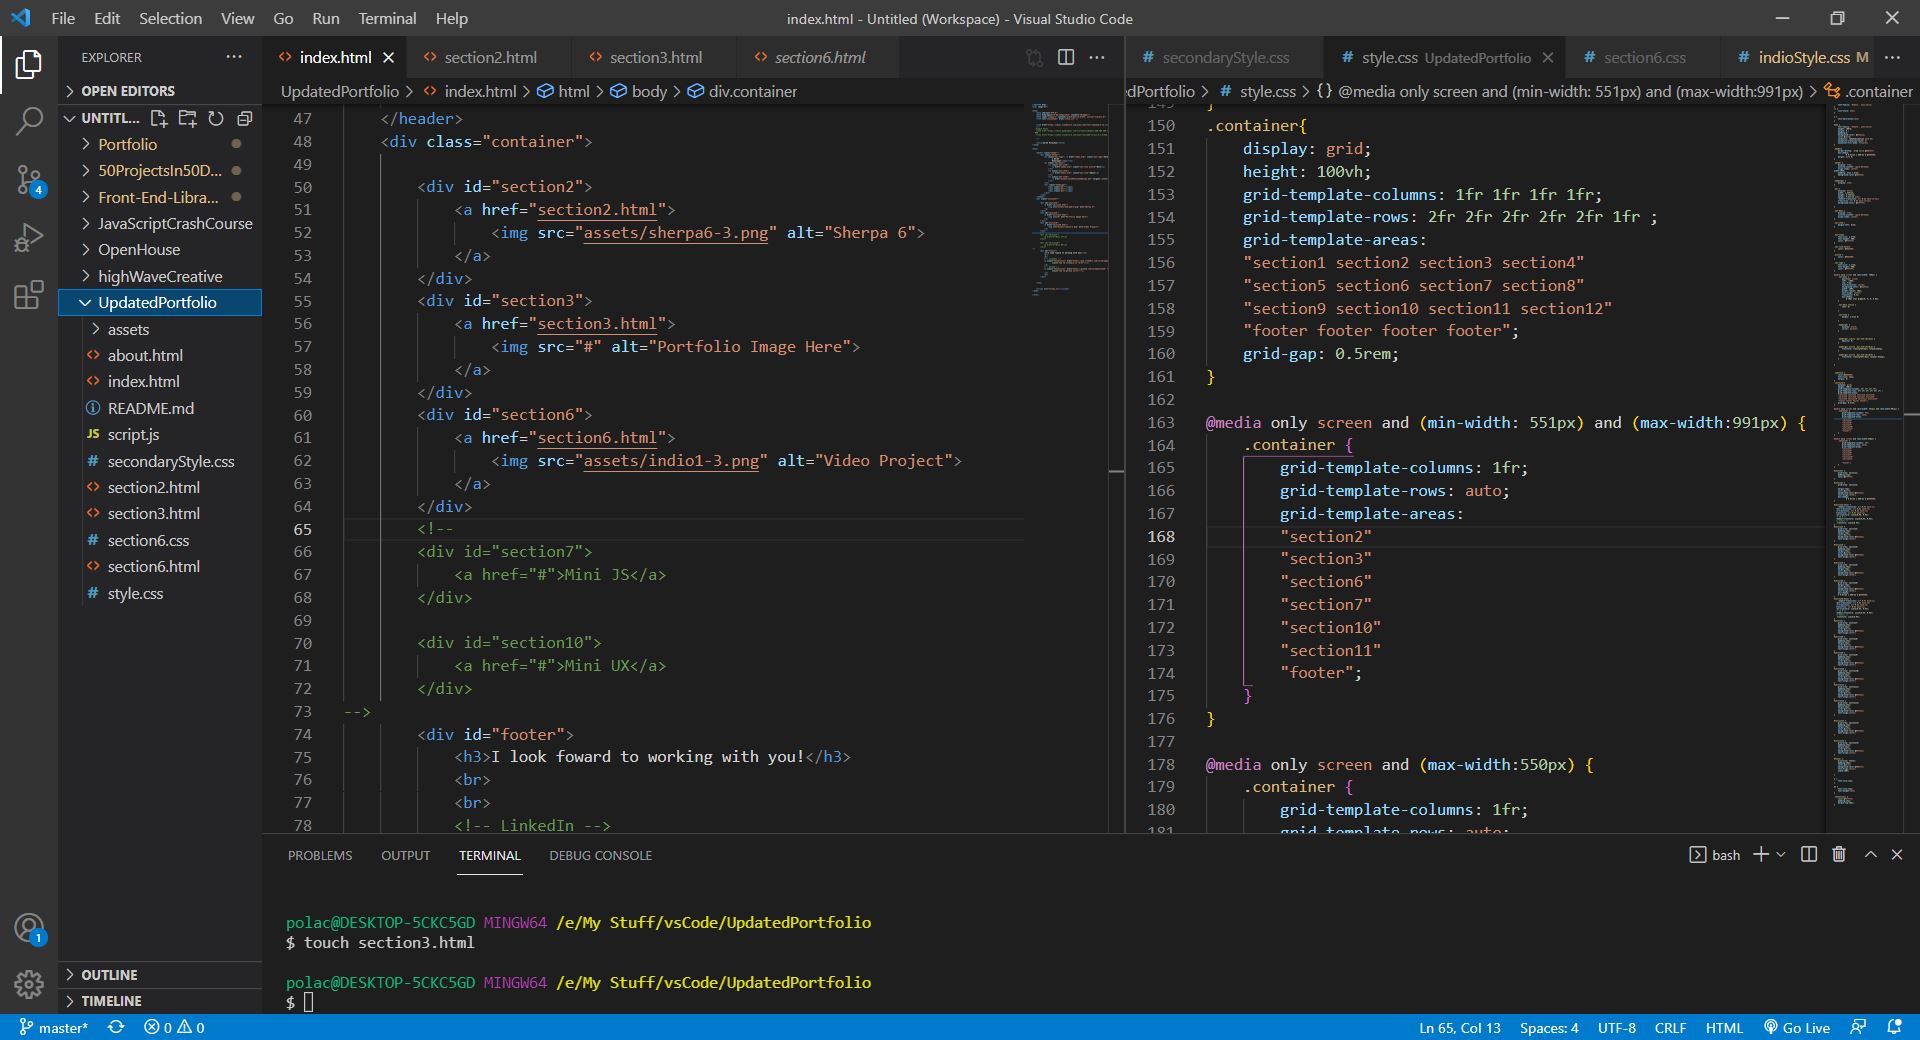 File Edit Selection View Go Run Terminal Help
index.html - Untitled (Workspace) - Visual Studio Code
EXPLORER
OPEN EDITORS
UNTITL...
Portfolio
50ProjectsIn50D...
Front-End-Libra...
JavaScriptCrashCourse
OpenHouse
highWaveCreative
UpdatedPortfolio
assets
about.html
index.html
README.md
JS script.js
# secondaryStyle.css
section2.html
section3.html
# section6.css
section6.html
# style.css
OUTLINE
TIMELINE
4
1
index.html section2.html section3.html section6.html
UpdatedPortfolio > index.html > html > body > div.container
47 </header>
48 <div class="container">
49
50 <div id="section2">
51 <a href="section2.html">
52 <img src="assets/sherpa6-3.png" alt="Sherpa 6">
53 </a>
54 </div>
55 <div id="section3">
56 <a href="section3.html">
57 <img src="#" alt="Portfolio Image Here">
58 </a>
59 </div>
60 <div id="section6">
61 <a href="section6.html">
62 <img src="assets/indio1-3.png" alt="Video Project">
63 </a>
64 </div>
65 <!--
66 <div id="section7">
67 <a href="#">Mini JS</a>
68 </div>
69
70 <div id="section10">
71 <a href="#">Mini UX</a>
72 </div>
73 -->
74 <div id="footer">
75 <h3>I look foward to working with you!</h3>
76 <br>
77 <br>
78 <!-- LinkedIn -->
# secondaryStyle.css # style.css UpdatedPortfolio # section6.css # indioStyle.css M
dPortfolio > # style.css > {} @media only screen and (min-width: 551px) and (max-width:991px) > .container
149 }
150 .container{
151 display: grid;
152 height: 100vh;
153 grid-template-columns: 1fr 1fr 1fr 1fr;
154 grid-template-rows: 2fr 2fr 2fr 2fr 2fr 1fr ;
155 grid-template-areas:
156 "section1 section2 section3 section4"
157 "section5 section6 section7 section8"
158 "section9 section10 section11 section12"
159 "footer footer footer footer";
160 grid-gap: 0.5rem;
161 }
162
163 @media only screen and (min-width: 551px) and (max-width:991px) {
164 .container {
165 grid-template-columns: 1fr;
166 grid-template-rows: auto;
167 grid-template-areas:
168 "section2"
169 "section3"
170 "section6"
171 "section7"
172 "section10"
173 "section11"
174 "footer";
175 }
176 }
177
178 @media only screen and (max-width:550px) {
179 .container {
180 grid-template-columns: 1fr;
181 grid-template-rows: auto;
PROBLEMS OUTPUT TERMINAL DEBUG CONSOLE
bash
polac@DESKTOP-5CKC5GD MINGW64 /e/My Stuff/vsCode/UpdatedPortfolio
$ touch section3.html
polac@DESKTOP-5CKC5GD MINGW64 /e/My Stuff/vsCode/UpdatedPortfolio
$
master* 0 0
Ln 65, Col 13 Spaces: 4 UTF-8 CRLF HTML Go Live